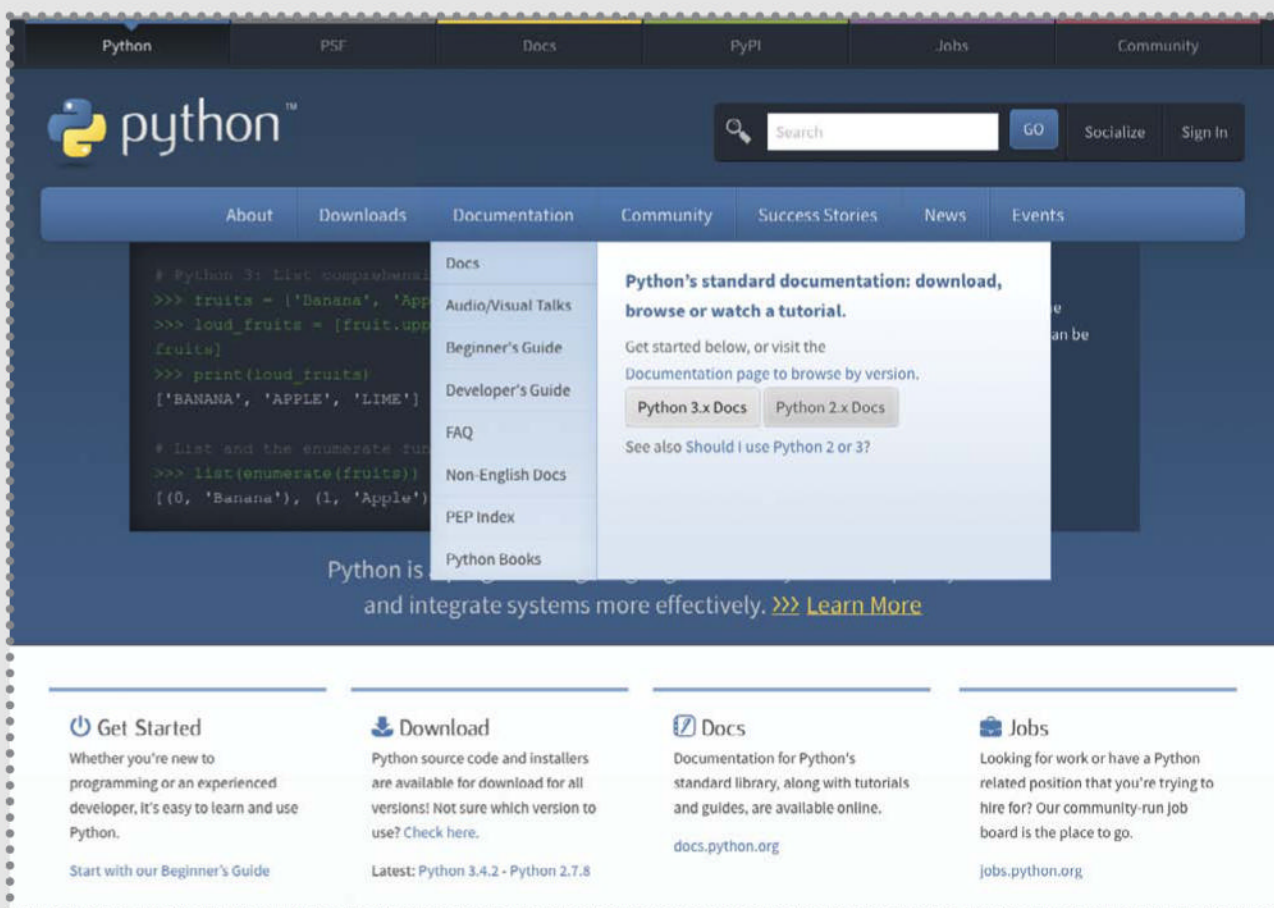 Python PSF Docs PyPI Jobs Community
python™
Search GO Socialize Sign In
About Downloads Documentation Community Success Stories News Events
# Python 3: List
>>> fruits = ['Banana', 'App
>>> loud_fruits = [fruit.upp
fruits]
>>> print(loud_fruits)
['BANANA', 'APPLE', 'LIME']
# List and the enumerate fun
>>> list(enumerate(fruits))
[(0, 'Banana'), (1, 'Apple')
Docs
Audio/Visual Talks
Beginner's Guide
Developer's Guide
FAQ
Non-English Docs
PEP Index
Python Books
Python’s standard documentation: download,
browse or watch a tutorial.
Get started below, or visit the
Documentation page to browse by version.
Python 3.x Docs Python 2.x Docs
See also Should I use Python 2 or 3?
e
an be
Python is
and integrate systems more effectively. >>> Learn More
Get Started
Whether you're new to
programming or an experienced
developer, it's easy to learn and use
Python.
Start with our Beginner’s Guide
Download
Python source code and installers
are available for download for all
versions! Not sure which version to
use? Check here.
Latest: Python 3.4.2 - Python 2.7.8
Docs
Documentation for Python's
standard library, along with tutorials
and guides, are available online.
docs.python.org
Jobs
Looking for work or have a Python
related position that you're trying to
hire for? Our community-run job
board is the place to go.
jobs.python.org